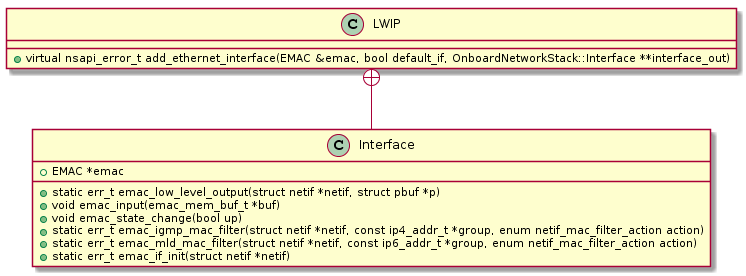 C LWIP
virtual nsapi_error_t add_ethernet_interface(EMAC &emac, bool default_if, OnboardNetworkStack::Interface **interface_out)
C Interface
EMAC *emac
static err_t emac_low_level_output(struct netif *netif, struct pbuf *p)
void emac_input(emac_mem_buf_t *buf)
void emac_state_change(bool up)
static err_t emac_igmp_mac_filter(struct netif *netif, const ip4_addr_t *group, enum netif_mac_filter_action action)
static err_t emac_mld_mac_filter(struct netif *netif, const ip6_addr_t *group, enum netif_mac_filter_action action)
static err_t emac_if_init(struct netif *netif)